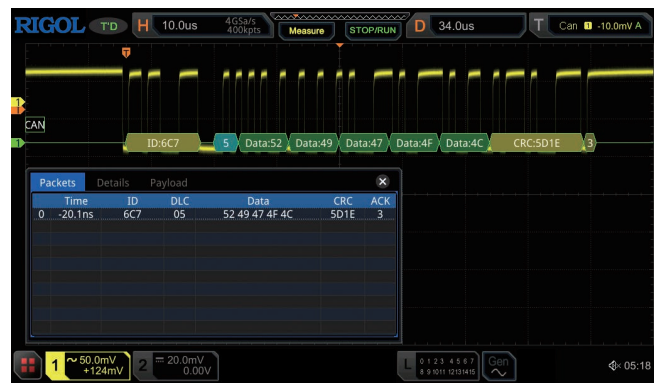 RIGOL T'D H 10.0us 4GSa/s 400kpts Measure STOP/RUN D 34.0us T Can 1 -10.0mV A
T
1
CAN
1 ID:6C7 5 Data:52 Data:49 Data:47 Data:4F Data:4C CRC:5D1E 3
Packets Details Payload
Time ID DLC Data CRC ACK
0 -20.1ns 6C7 05 52 49 47 4F 4C 5D1E 3
1 50.0mV +124mV 2 20.0mV 0.00V L 0 1 2 3 4 5 6 7 8 9 10 11 12 13 14 15 Gen 05:18